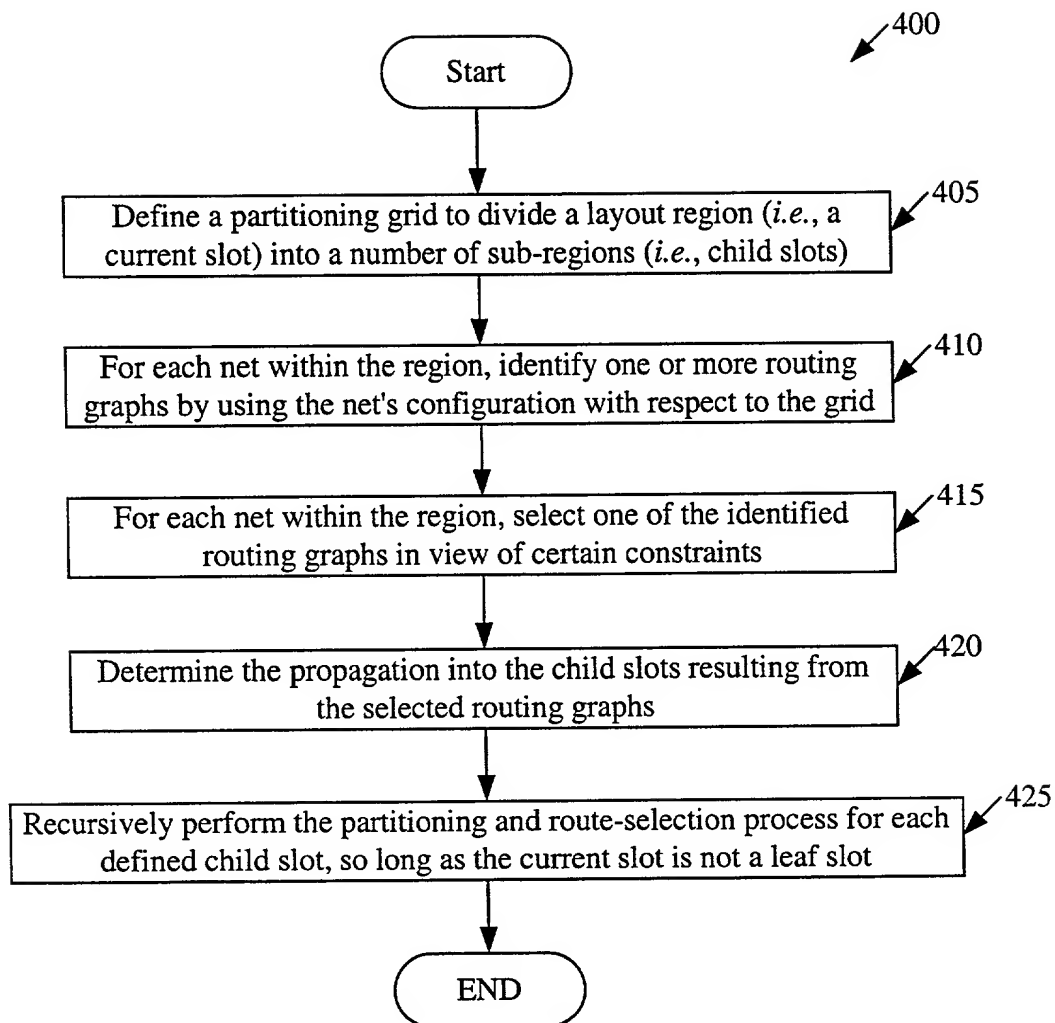 400
Start
405
Define a partitioning grid to divide a layout region (i.e., a
current slot) into a number of sub-regions (i.e., child slots)
410
For each net within the region, identify one or more routing
graphs by using the net's configuration with respect to the grid
415
For each net within the region, select one of the identified
routing graphs in view of certain constraints
420
Determine the propagation into the child slots resulting from
the selected routing graphs
425
Recursively perform the partitioning and route-selection process for each
defined child slot, so long as the current slot is not a leaf slot
END